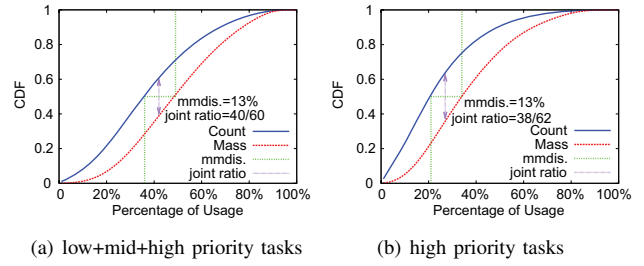 1
0.8
0.6
0.4
0.2
0
CDF
mmdis.=13%
joint ratio=40/60
Count
Mass
mmdis.
joint ratio
0 20% 40% 60% 80% 100%
Percentage of Usage
(a) low+mid+high priority tasks
1
0.8
0.6
0.4
0.2
0
CDF
mmdis.=13%
joint ratio=38/62
Count
Mass
mmdis.
joint ratio
0 20% 40% 60% 80% 100%
Percentage of Usage
(b) high priority tasks